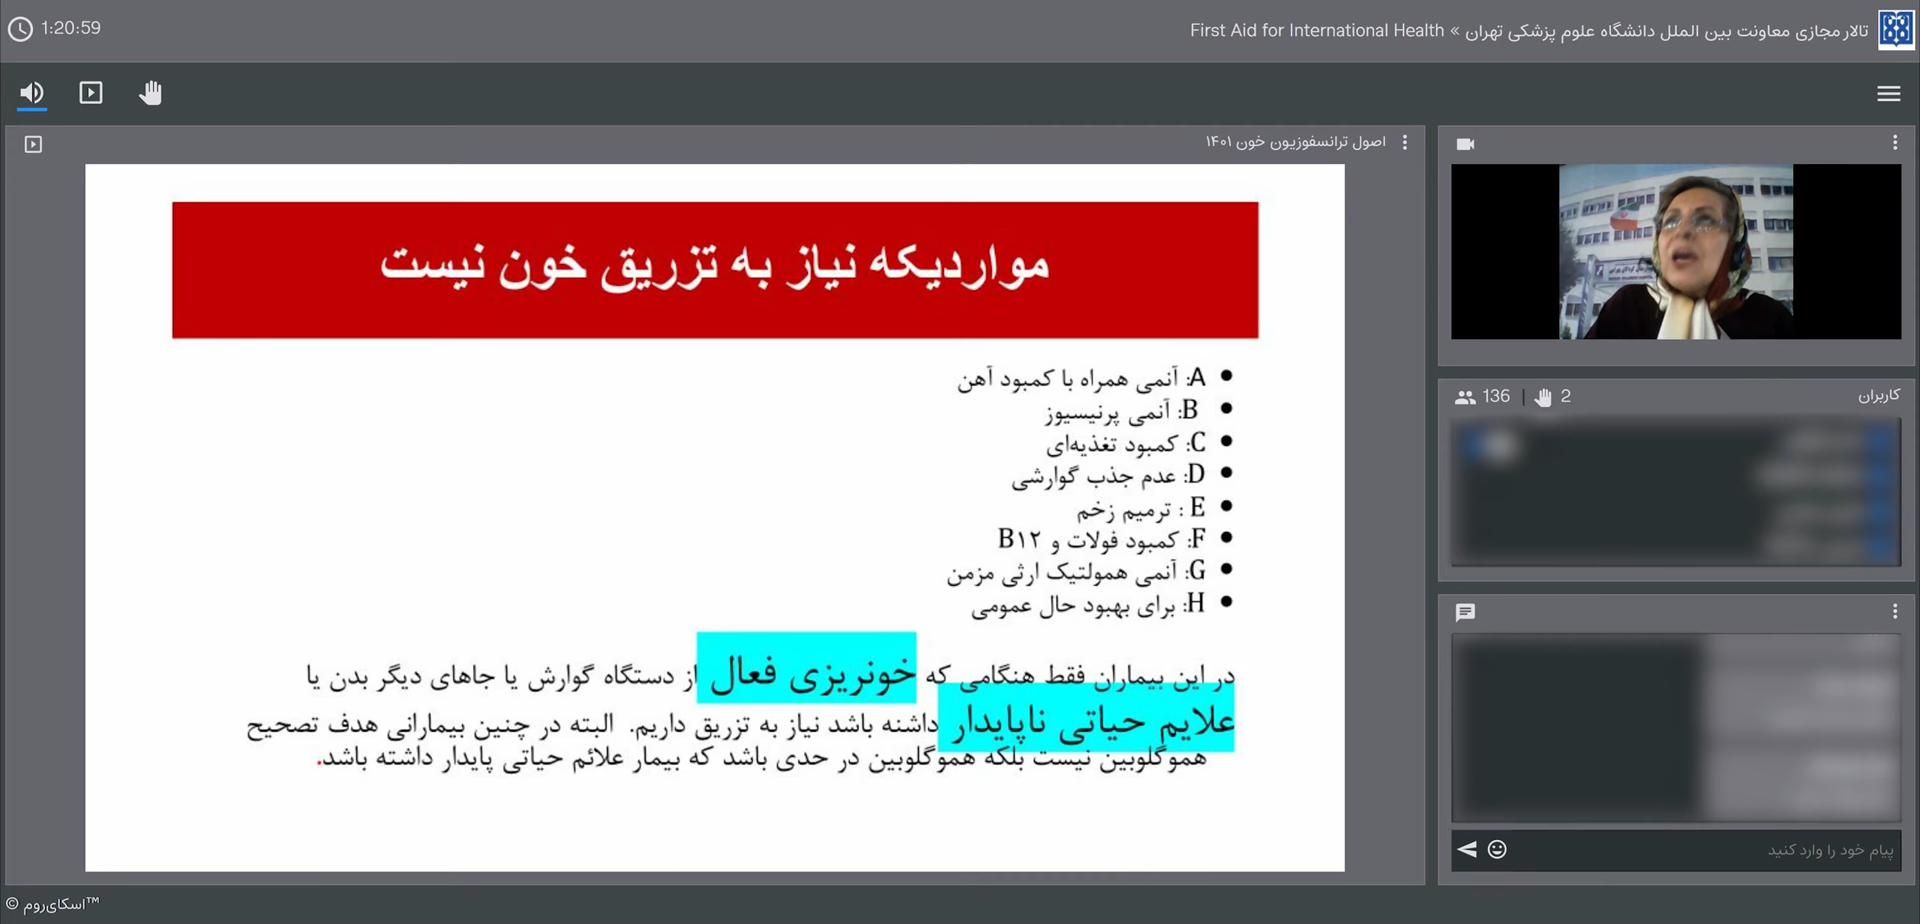 1:20:59
تالار مجازی معاونت بین الملل دانشگاه علوم پزشکی تهران » First Aid for International Health
اصول ترانسفوزیون خون ۱۴۰۱
مواردیکه نیاز به تزریق خون نیست
A: آنمی همراه با کمبود آهن
B: آنمی پرنیسیوز
C: کمبود تغذیه‌ای
D: عدم جذب گوارشی
E : ترمیم زخم
F: کمبود فولات و B۱۲
G: آنمی همولتیک ارثی مزمن
H: برای بهبود حال عمومی
در این بیماران فقط هنگامی که خونریزی فعال از دستگاه گوارش یا جاهای دیگر بدن یا
علایم حیاتی ناپایدار داشنه باشد نیاز به تزریق داریم. البته در چنین بیمارانی هدف تصحیح
هموگلوبین نیست بلکه هموگلوبین در حدی باشد که بیمار علائم حیاتی پایدار داشته باشد.
کاربران
136 | 2
پیام خود را وارد کنید
© اسکای‌روم™